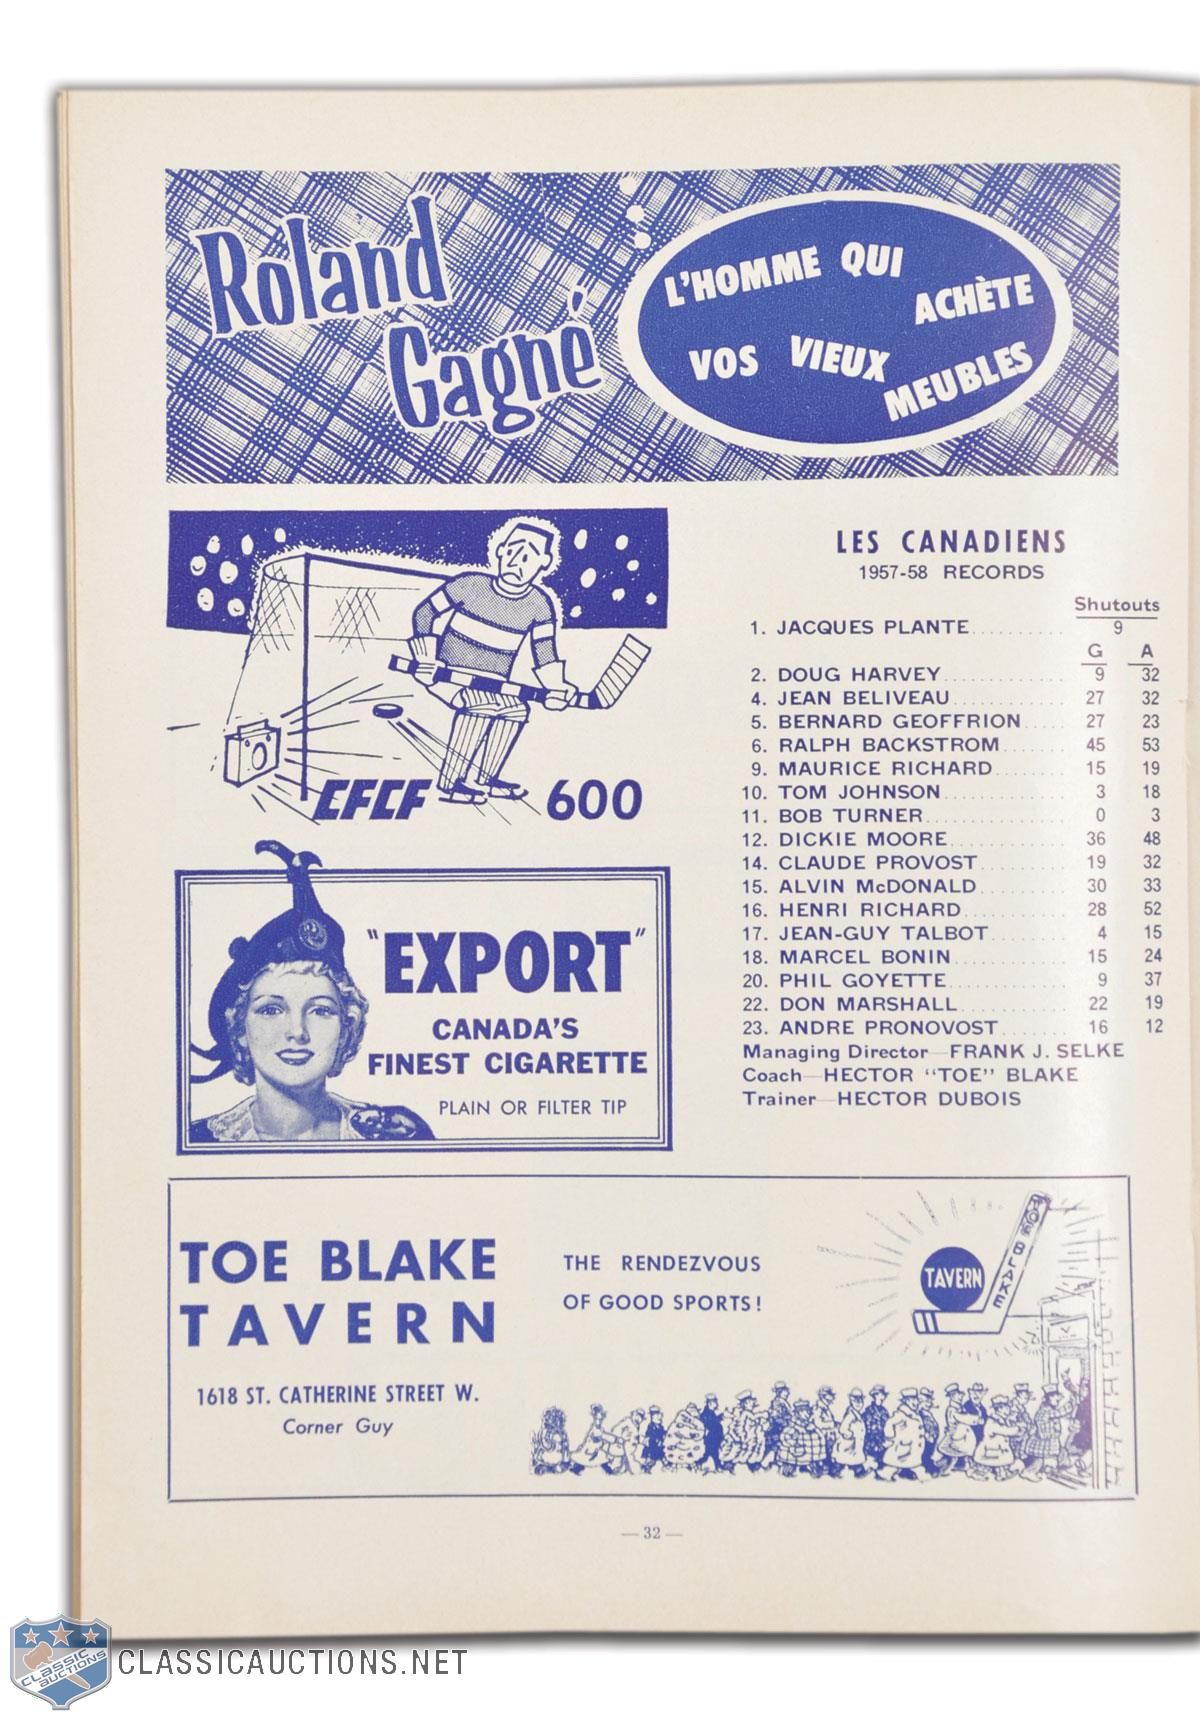 Roland
Gagné
L'HOMME QUI
ACHÈTE
VOS VIEUX
MEUBLES
CFCF 600
"EXPORT"
CANADA'S
FINEST CIGARETTE
PLAIN OR FILTER TIP
LES CANADIENS
1957-58 RECORDS
Shutouts
1. JACQUES PLANTE.......... 9
G A
2. DOUG HARVEY.............. 9 32
4. JEAN BELIVEAU............ 27 32
5. BERNARD GEOFFRION..... 27 23
6. RALPH BACKSTROM....... 45 53
9. MAURICE RICHARD........ 15 19
10. TOM JOHNSON.............. 3 18
11. BOB TURNER................ 0 3
12. DICKIE MOORE............. 36 48
14. CLAUDE PROVOST.......... 19 32
15. ALVIN McDONALD.......... 30 33
16. HENRI RICHARD............ 28 52
17. JEAN-GUY TALBOT........ 4 15
18. MARCEL BONIN............. 15 24
20. PHIL GOYETTE............. 9 37
22. DON MARSHALL............ 22 19
23. ANDRE PRONOVOST....... 16 12
Managing Director—FRANK J. SELKE
Coach—HECTOR "TOE" BLAKE
Trainer—HECTOR DUBOIS
TOE BLAKE
TAVERN
1618 ST. CATHERINE STREET W.
Corner Guy
THE RENDEZVOUS
OF GOOD SPORTS!
TAVERN
TOE BLAKE
—32—
CLASSIC
AUCTIONS
CLASSICAUCTIONS.NET